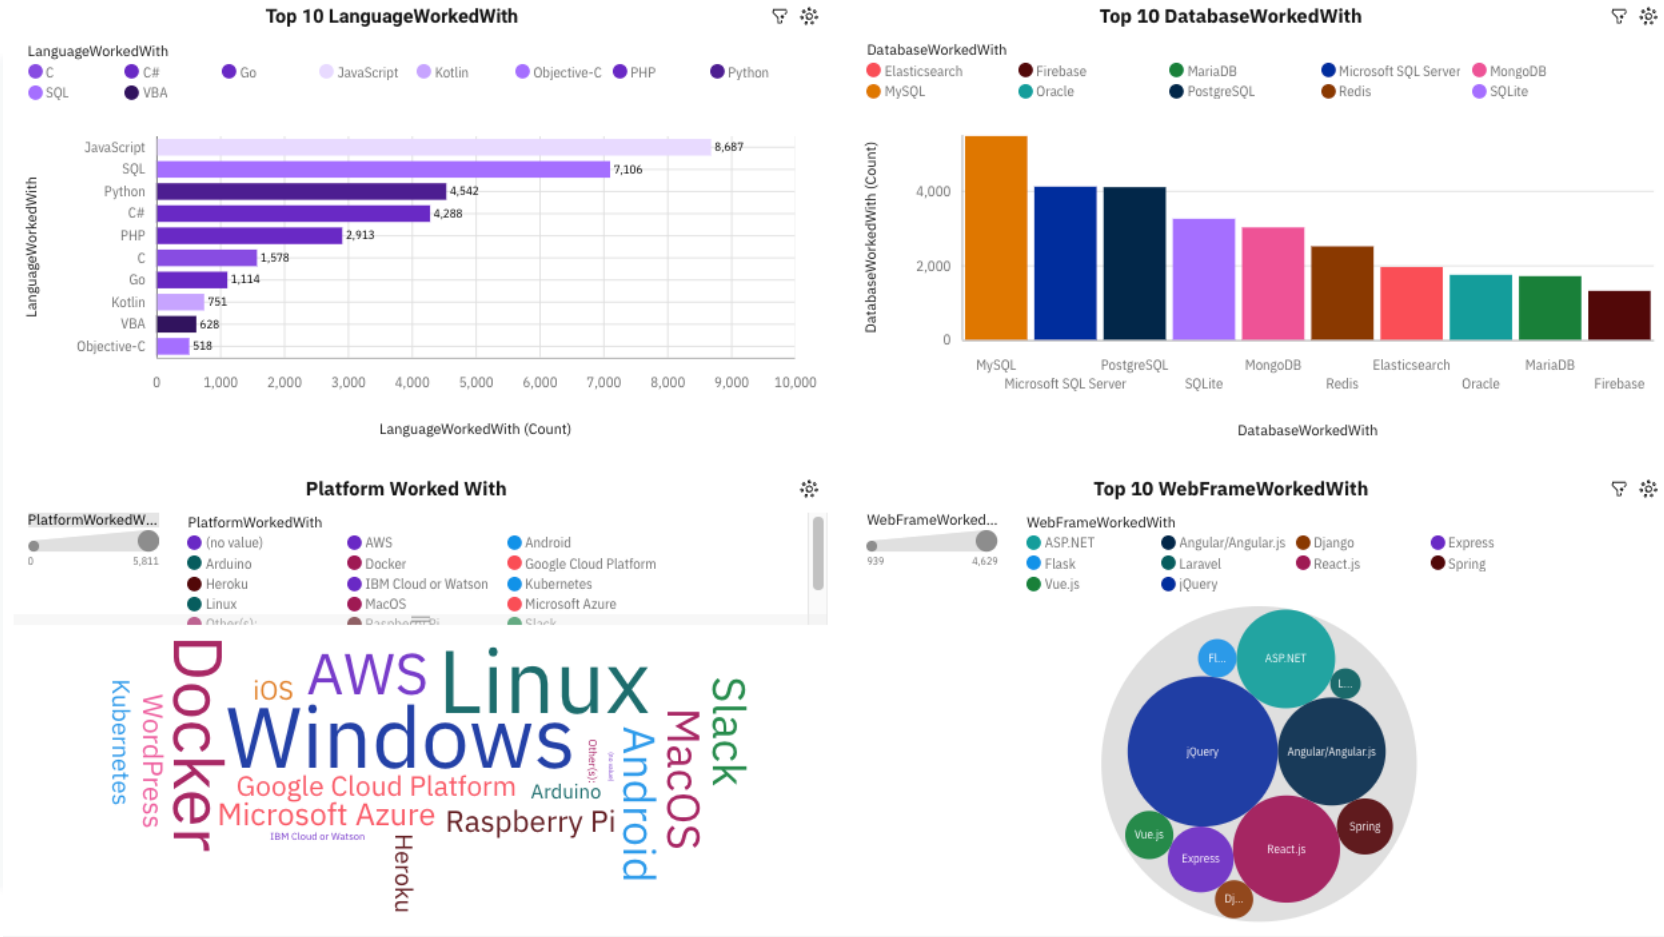 Top 10 LanguageWorkedWith
LanguageWorkedWith
C C# Go JavaScript Kotlin Objective-C PHP Python
SQL VBA
LanguageWorkedWith
JavaScript 8,687
SQL 7,106
Python 4,542
C# 4,288
PHP 2,913
C 1,578
Go 1,114
Kotlin 751
VBA 628
Objective-C 518
0 1,000 2,000 3,000 4,000 5,000 6,000 7,000 8,000 9,000 10,000
LanguageWorkedWith (Count)
Top 10 DatabaseWorkedWith
DatabaseWorkedWith
Elasticsearch Firebase MariaDB Microsoft SQL Server MongoDB
MySQL Oracle PostgreSQL Redis SQLite
DatabaseWorkedWith (Count)
4,000
2,000
0
MySQL PostgreSQL MongoDB Elasticsearch MariaDB
Microsoft SQL Server SQLite Redis Oracle Firebase
DatabaseWorkedWith
Platform Worked With
PlatformWorkedW...
0 5,811
PlatformWorkedWith
(no value) AWS Android
Arduino Docker Google Cloud Platform
Heroku IBM Cloud or Watson Kubernetes
Linux MacOS Microsoft Azure
Other(s): Raspberry Pi Slack
Kubernetes
WordPress
Docker
iOS
AWS
Linux
Windows
Google Cloud Platform
Microsoft Azure
IBM Cloud or Watson
Heroku
Arduino
Raspberry Pi
Other(s):
(no value)
Android
MacOS
Slack
Top 10 WebFrameWorkedWith
WebFrameWorked...
939 4,629
WebFrameWorkedWith
ASP.NET Angular/Angular.js Django Express
Flask Laravel React.js Spring
Vue.js jQuery
Fl...
ASP.NET
L...
jQuery
Angular/Angular.js
Vue.js
Express
React.js
Spring
Dj...